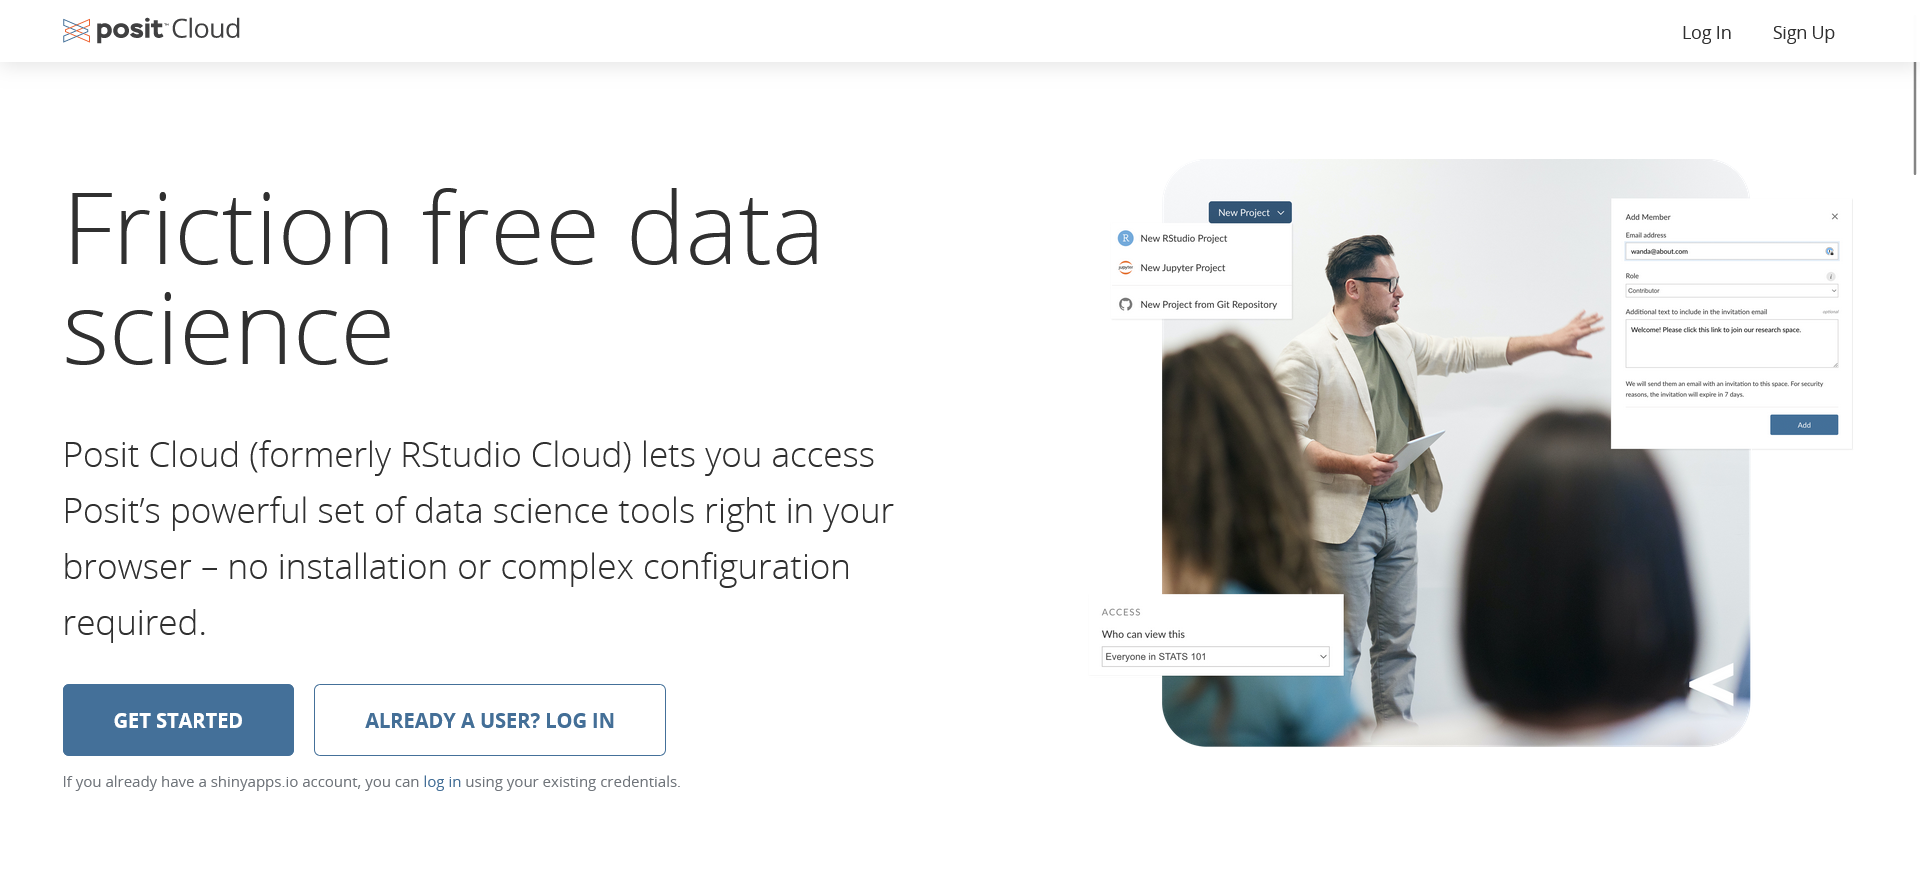 posit™ Cloud
Log In
Sign Up
Friction free data
science
Posit Cloud (formerly RStudio Cloud) lets you access
Posit’s powerful set of data science tools right in your
browser – no installation or complex configuration
required.
GET STARTED
ALREADY A USER? LOG IN
If you already have a shinyapps.io account, you can log in using your existing credentials.
New Project
R
New RStudio Project
jupyter
New Jupyter Project
New Project from Git Repository
Add Member
Email address
wanda@about.com
Role
i
Contributor
Additional text to include in the invitation email
optional
Welcome! Please click this link to join our research space.
We will send them an email with an invitation to this space. For security
reasons, the invitation will expire in 7 days.
Add
ACCESS
Who can view this
Everyone in STATS 101